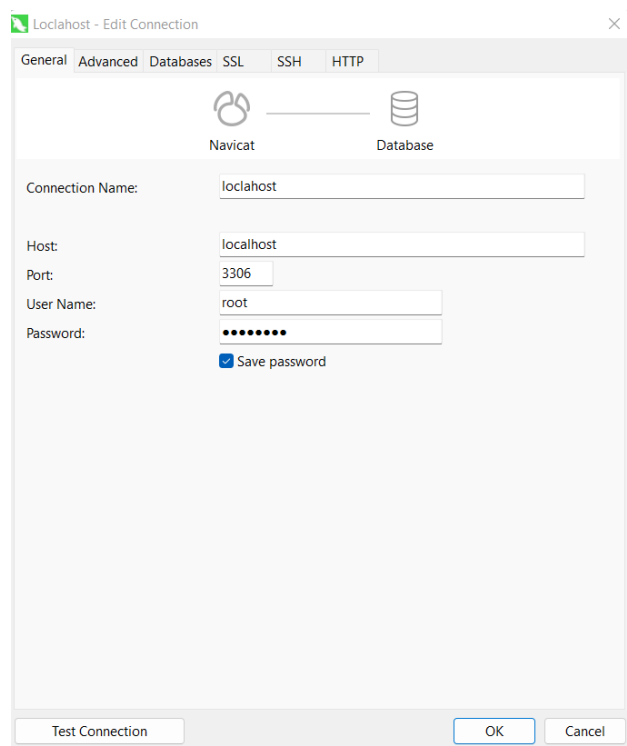 Loclahost - Edit Connection
General Advanced Databases SSL SSH HTTP
Navicat Database
Connection Name: loclahost
Host: localhost
Port: 3306
User Name: root
Password: ●●●●●●●●
Save password
Test Connection OK Cancel